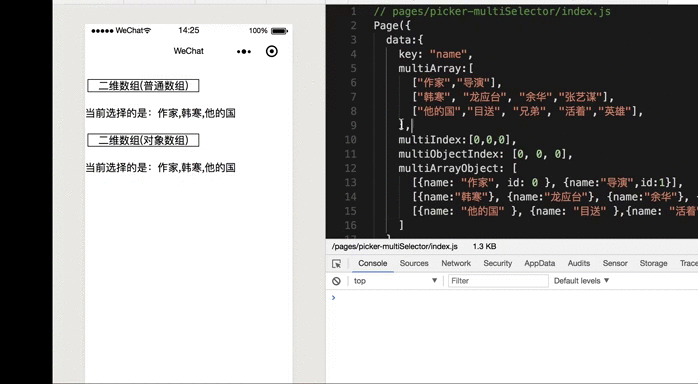 WeChat
14:25
100%
WeChat
二维数组(普通数组)
当前选择的是：作家,韩寒,他的国
二维数组(对象数组)
当前选择的是：作家,韩寒,他的国
1 // pages/picker-multiSelector/index.js
2 Page({
3 data:{
4 key: "name",
5 multiArray:[
6 ["作家","导演"],
7 ["韩寒", "龙应台", "余华","张艺谋"],
8 ["他的国","目送", "兄弟", "活着","英雄"],
9 ],
10 multiIndex:[0,0,0],
11 multiObjectIndex: [0, 0, 0],
12 multiArrayObject: [
13 [{name: "作家", id: 0 }, {name:"导演",id:1}],
14 [{name:"韩寒"}, {name:"龙应台"}, {name:"余华"},
15 [{name: "他的国" }, {name: "目送" },{name: "活着"
16 ]
/pages/picker-multiSelector/index.js 1.3 KB
Console Sources Network Security AppData Audits Sensor Storage Trace
top Filter Default levels